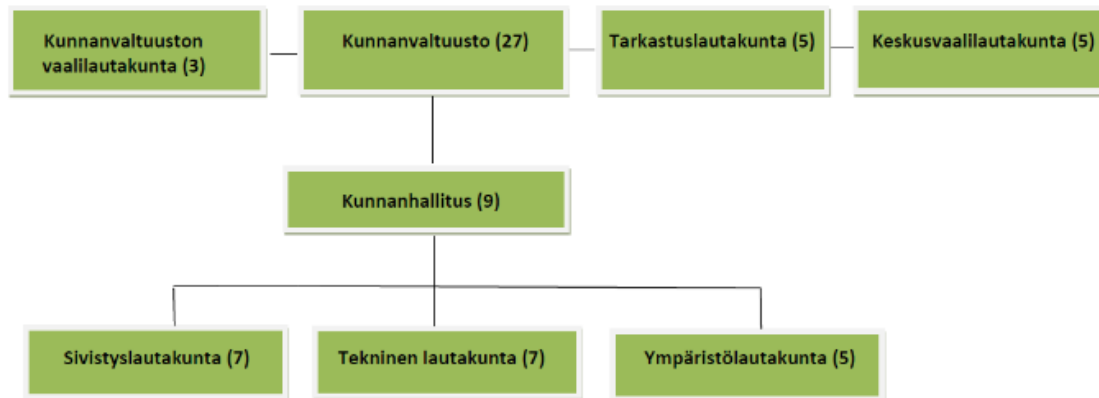 Kunnanvaltuuston
vaalilautakunta (3)
Kunnanvaltuusto (27)
Tarkastuslautakunta (5)
Keskusvaalilautakunta (5)
Kunnanhallitus (9)
Sivistyslautakunta (7)
Tekninen lautakunta (7)
Ympäristölautakunta (5)